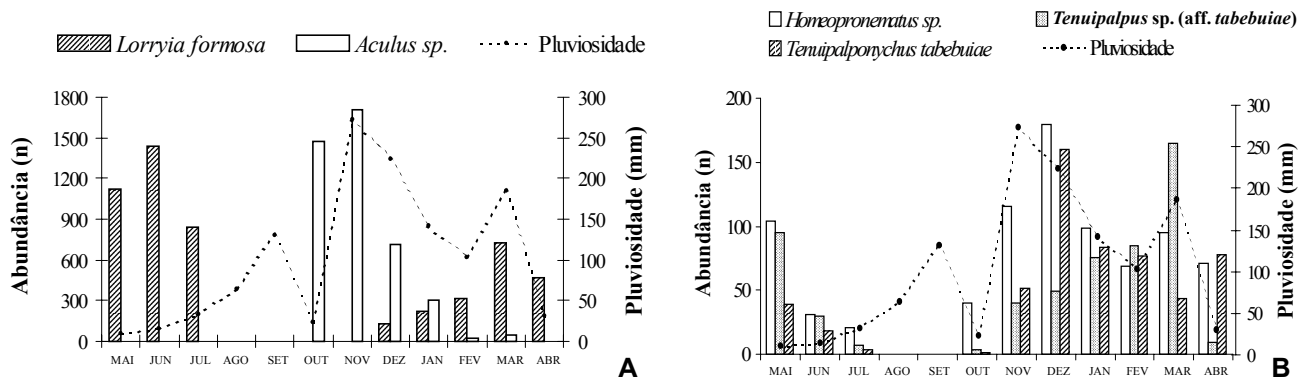 Lorryia formosa Aculus sp. Pluviosidade
Abundância (n)
1800
1500
1200
900
600
300
0
300
250
200
150
100
50
0
Pluviosidade (mm)
MAI JUN JUL AGO SET OUT NOV DEZ JAN FEV MAR ABR
A
Homeopronematus sp. Tenuipalpus sp. (aff. tabebuiae)
Tenuipalponychus tabebuiae Pluviosidade
Abundância (n)
200
150
100
50
0
300
250
200
150
100
50
0
Pluviosidade (mm)
MAI JUN JUL AGO SET OUT NOV DEZ JAN FEV MAR ABR
B